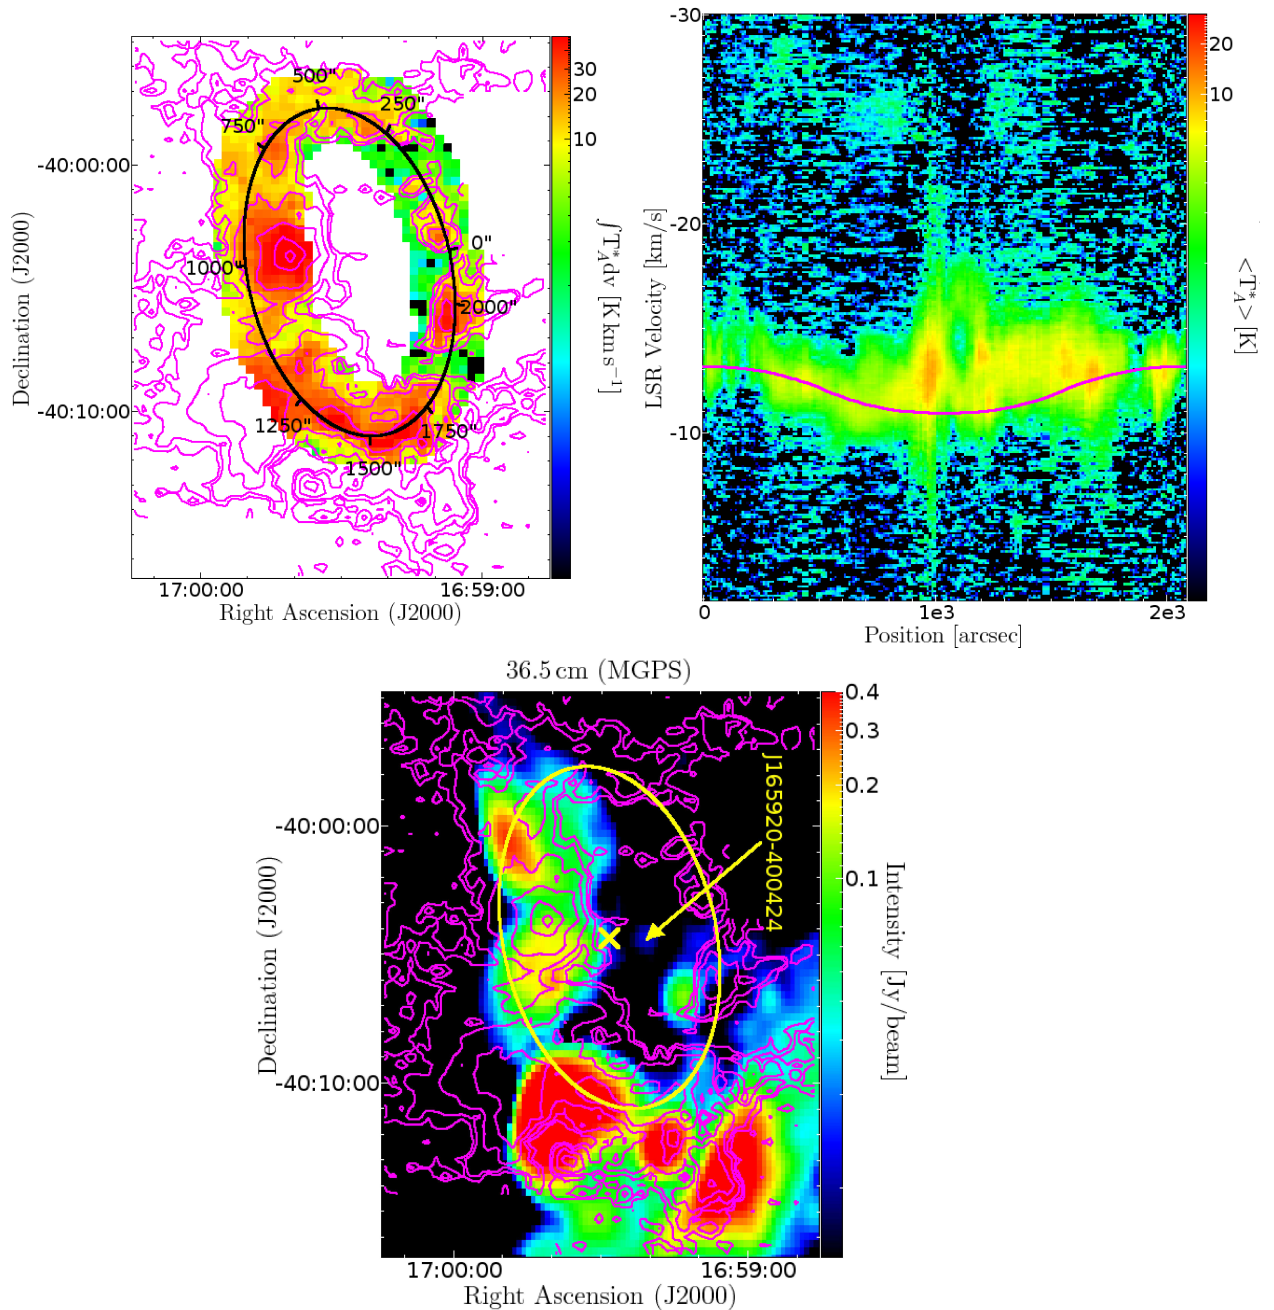 500"
250"
750"
0"
1000"
2000"
1250"
1750"
1500"
-40:00:00
-40:10:00
17:00:00
16:59:00
Declination (J2000)
Right Ascension (J2000)
30
20
10
∫T*A dv [K km s−1]
-30
-20
-10
LSR Velocity [km/s]
0
1e3
2e3
Position [arcsec]
20
10
<T*A> [K]
36.5 cm (MGPS)
J165920-400424
-40:00:00
-40:10:00
Declination (J2000)
17:00:00
16:59:00
Right Ascension (J2000)
0.4
0.3
0.2
0.1
Intensity [Jy/beam]